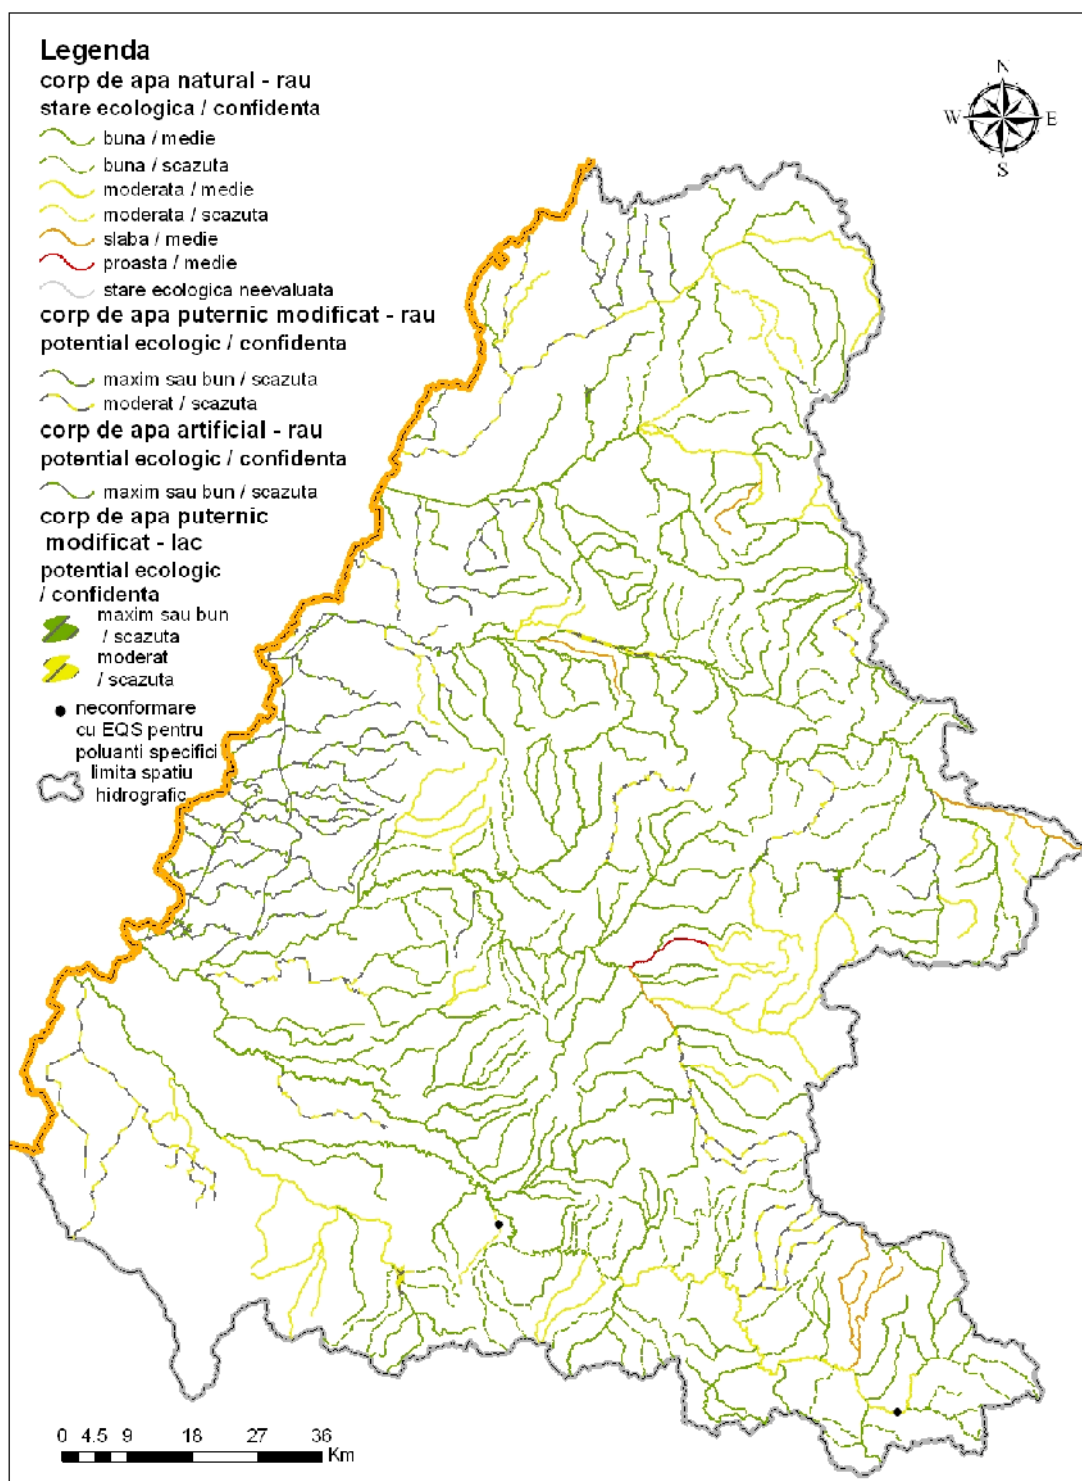 Legenda
corp de apa natural - rau
stare ecologica / confidenta
buna / medie
buna / scazuta
moderata / medie
moderata / scazuta
slaba / medie
proasta / medie
stare ecologica neevaluata
corp de apa puternic modificat - rau
potential ecologic / confidenta
maxim sau bun / scazuta
moderat / scazuta
corp de apa artificial - rau
potential ecologic / confidenta
maxim sau bun / scazuta
corp de apa puternic
modificat - lac
potential ecologic
/ confidenta
maxim sau bun
/ scazuta
moderat
/ scazuta
neconformare
cu EQS pentru
poluanti specifici
limita spatiu
hidrografic
N
W E
S
0 4.5 9 18 27 36
Km